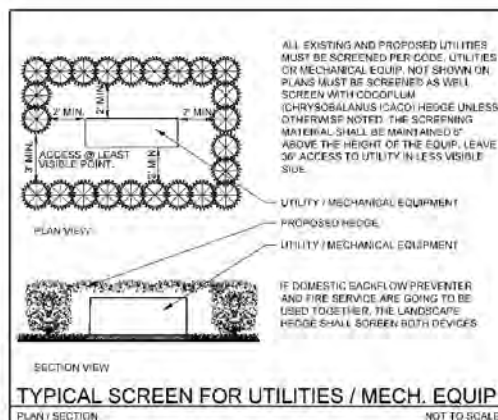 ALL EXISTING AND PROPOSED UTILITIES
MUST BE SCREENED PER CODE. UTILITIES
OR MECHANICAL EQUIP. NOT SHOWN ON
PLANS MUST BE SCREENED AS WELL
SCREEN WITH COCOPLUM
(CHRYSOBALANUS ICACO) HEDGE UNLESS
OTHERWISE NOTED. THE SCREENING
MATERIAL SHALL BE MAINTAINED 6"
ABOVE THE HEIGHT OF THE EQUIP. LEAVE
36" ACCESS TO UTILITY IN LESS VISIBLE
SIDE.
2' MIN.
2' MIN.
2' MIN.
3' MIN.
ACCESS @ LEAST
VISIBLE POINT.
2' MIN.
UTILITY / MECHANICAL EQUIPMENT
PLAN VIEW
PROPOSED HEDGE
UTILITY / MECHANICAL EQUIPMENT
IF DOMESTIC BACKFLOW PREVENTER
AND FIRE SERVICE ARE GOING TO BE
USED TOGETHER, THE LANDSCAPE
HEDGE SHALL SCREEN BOTH DEVICES
SECTION VIEW
TYPICAL SCREEN FOR UTILITIES / MECH. EQUIP
PLAN / SECTION
NOT TO SCALE